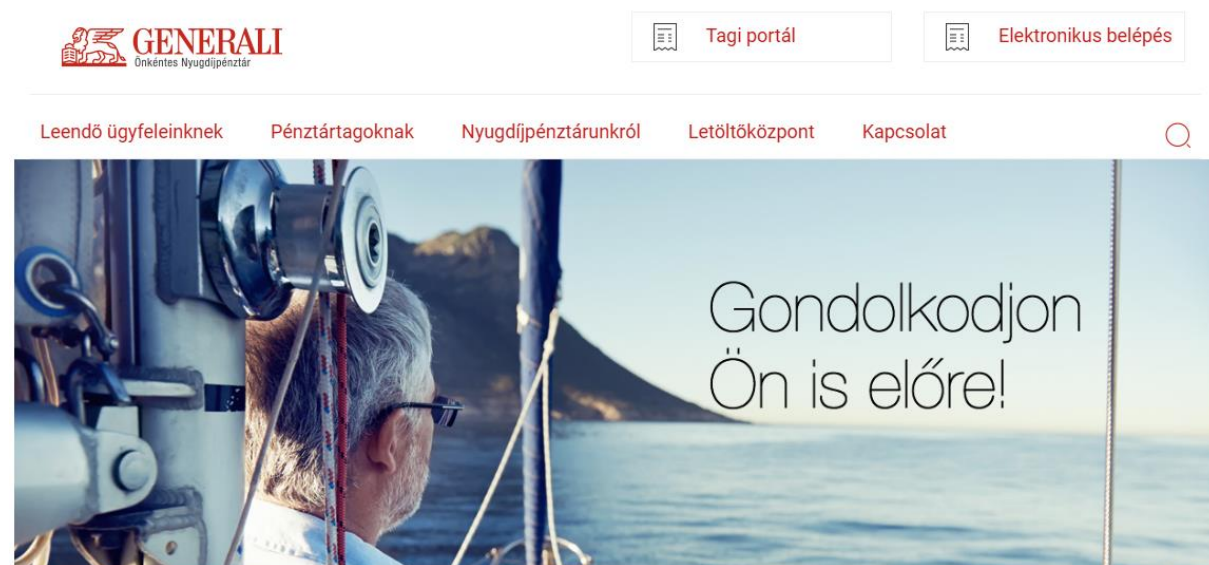 GENERALI
Önkéntes Nyugdíjpénztár
Tagi portál
Elektronikus belépés
Leendő ügyfeleinknek
Pénztártagoknak
Nyugdíjpénztárunkról
Letöltőközpont
Kapcsolat
Gondolkodjon
Ön is előre!